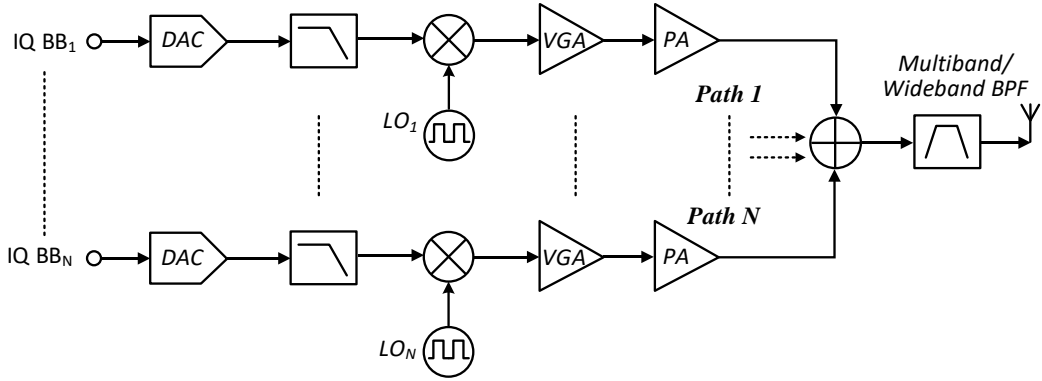 IQ BB1
DAC
VGA
PA
Multiband/
Wideband BPF
Path 1
LO1
Path N
IQ BBN
DAC
VGA
PA
LON